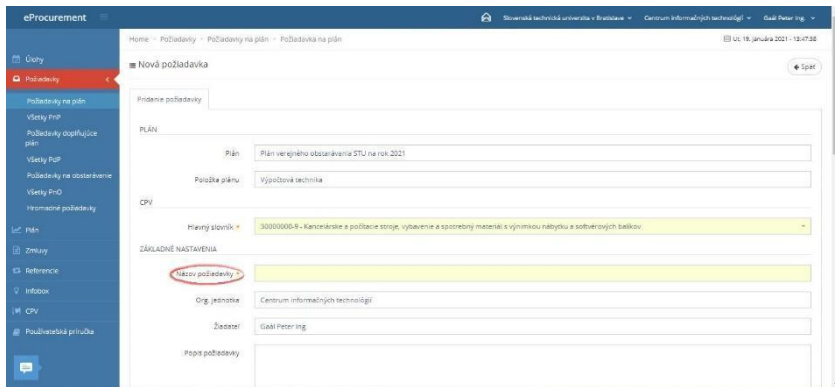 eProcurement
Slovenská technická univerzita v Bratislave
Centrum informačných technológií
Gaál Peter Ing.
Home - Požiadavky - Požiadavky na plán - Požiadavka na plán
Ut, 19. januára 2021 - 13:47:38
Nová požiadavka
Späť
Úlohy
Požiadavky
Požiadavky na plán
Všetky PnP
Požiadavky doplňujúce plán
Všetky PdP
Požiadavky na obstarávanie
Všetky PnO
Hromadné požiadavky
Plán
Zmluvy
Referencie
Infobox
CPV
Používateľská príručka
Pridanie požiadavky
PLÁN
Plán Plán verejného obstarávania STU na rok 2021
Položka plánu Výpočtová technika
CPV
Hlavný slovník * 30000000-9 - Kancelárske a počítacie stroje, vybavenie a spotrebný materiál s výnimkou nábytku a softvérových balíkov
ZÁKLADNÉ NASTAVENIA
Názov požiadavky *
Org. jednotka Centrum informačných technológií
Žiadateľ Gaál Peter Ing.
Popis požiadavky